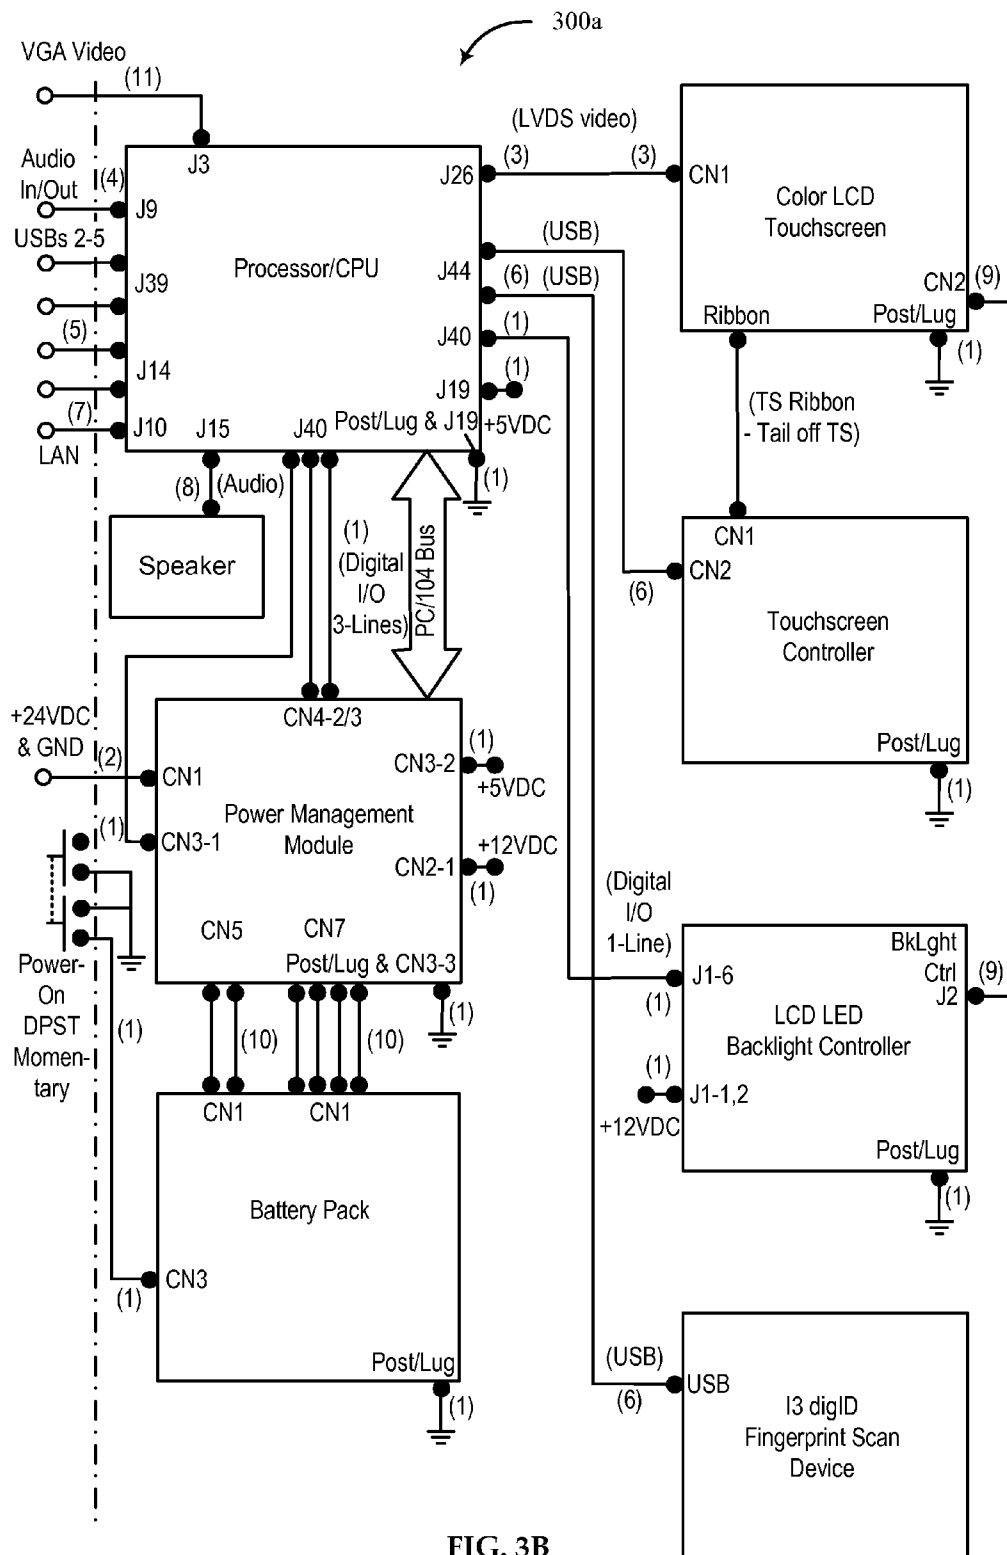 300a
VGA Video
(11)
J3
Audio
In/Out
(4)
J9
USBs 2-5
J39
(5)
J14
(7)
J10
LAN
Processor/CPU
J26
J44
J40
J19
Post/Lug & J19
J15
J40
(LVDS video)
(3)
(3)
(USB)
(6)
(USB)
(1)
(1)
+5VDC
(1)
CN1
Color LCD
Touchscreen
CN2
(9)
Ribbon
Post/Lug
(1)
(TS Ribbon
- Tail off TS)
(8)
(Audio)
Speaker
(1)
(Digital
I/O
3-Lines)
PC/104 Bus
CN1
CN2
(6)
Touchscreen
Controller
Post/Lug
(1)
+24VDC
& GND
(2)
CN4-2/3
CN1
CN3-2
(1)
+5VDC
Power Management
Module
(1)
CN3-1
+12VDC
CN2-1
(1)
CN5
CN7
Post/Lug & CN3-3
(1)
Power-
On
DPST
Momen-
tary
(1)
(10)
(10)
CN1
CN1
Battery Pack
CN3
(1)
Post/Lug
(1)
(Digital
I/O
1-Line)
J1-6
(1)
BkLght
Ctrl
J2
(9)
LCD LED
Backlight Controller
(1)
J1-1,2
+12VDC
Post/Lug
(1)
(USB)
(6)
USB
I3 digID
Fingerprint Scan
Device
FIG. 3B